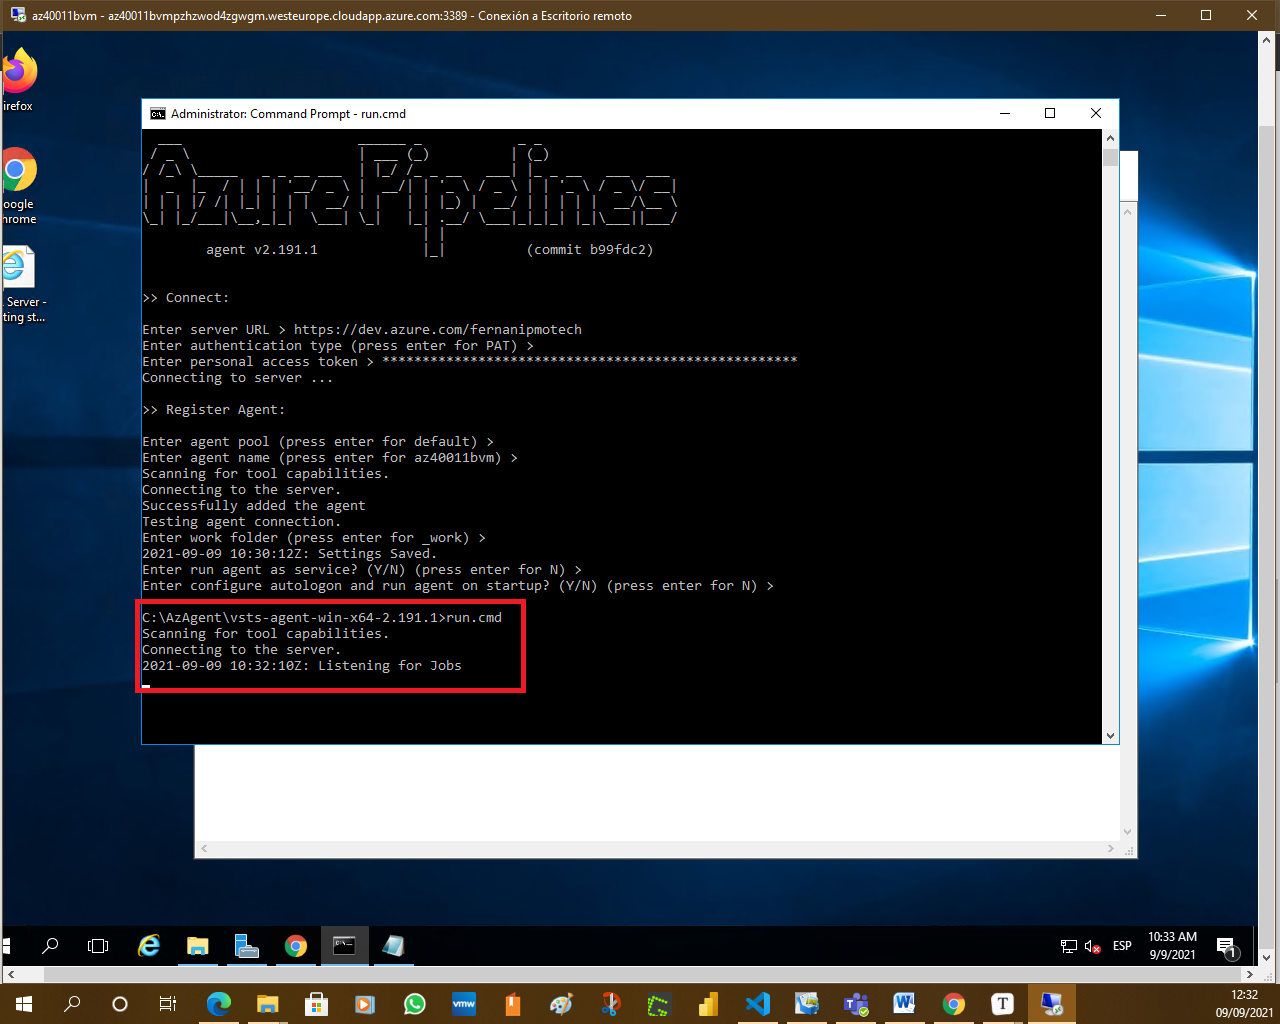 az40011bvm - az40011bvmpzhzwod4zgwgm.westeurope.cloudapp.azure.com:3389 - Conexión a Escritorio remoto
irefox
oogle
hrome
. Server -
ting st...
Administrator: Command Prompt - run.cmd
Azure Pipelines
agent v2.191.1 (commit b99fdc2)
>> Connect:
Enter server URL > https://dev.azure.com/fernanipmotech
Enter authentication type (press enter for PAT) >
Enter personal access token > ****************************************************
Connecting to server ...
>> Register Agent:
Enter agent pool (press enter for default) >
Enter agent name (press enter for az40011bvm) >
Scanning for tool capabilities.
Connecting to the server.
Successfully added the agent
Testing agent connection.
Enter work folder (press enter for _work) >
2021-09-09 10:30:12Z: Settings Saved.
Enter run agent as service? (Y/N) (press enter for N) >
Enter configure autologon and run agent on startup? (Y/N) (press enter for N) >
C:\AzAgent\vsts-agent-win-x64-2.191.1>run.cmd
Scanning for tool capabilities.
Connecting to the server.
2021-09-09 10:32:10Z: Listening for Jobs
ESP
10:33 AM
9/9/2021
1
vmw
T
12:32
09/09/2021